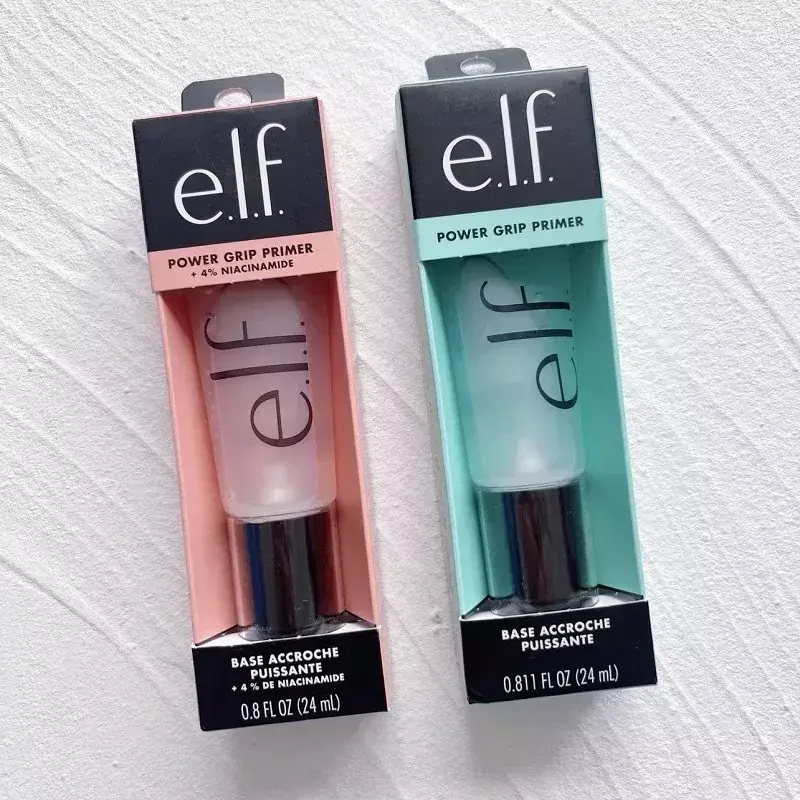 e.l.f.
POWER GRIP PRIMER
+ 4% NIACINAMIDE
e.l.f.
BASE ACCROCHE
PUISSANTE
+ 4 % DE NIACINAMIDE
0.8 FL OZ (24 mL)
e.l.f.
POWER GRIP PRIMER
e.l.f.
BASE ACCROCHE
PUISSANTE
0.811 FL OZ (24 mL)